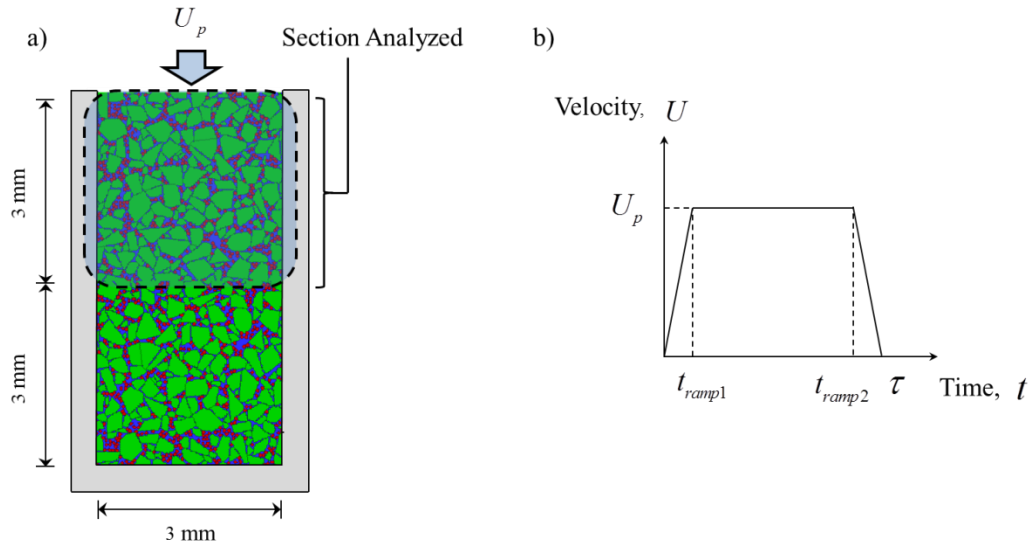 a)
U_p
Section Analyzed
3 mm
3 mm
3 mm
b)
Velocity, U
U_p
t_ramp1
t_ramp2
τ
Time, t